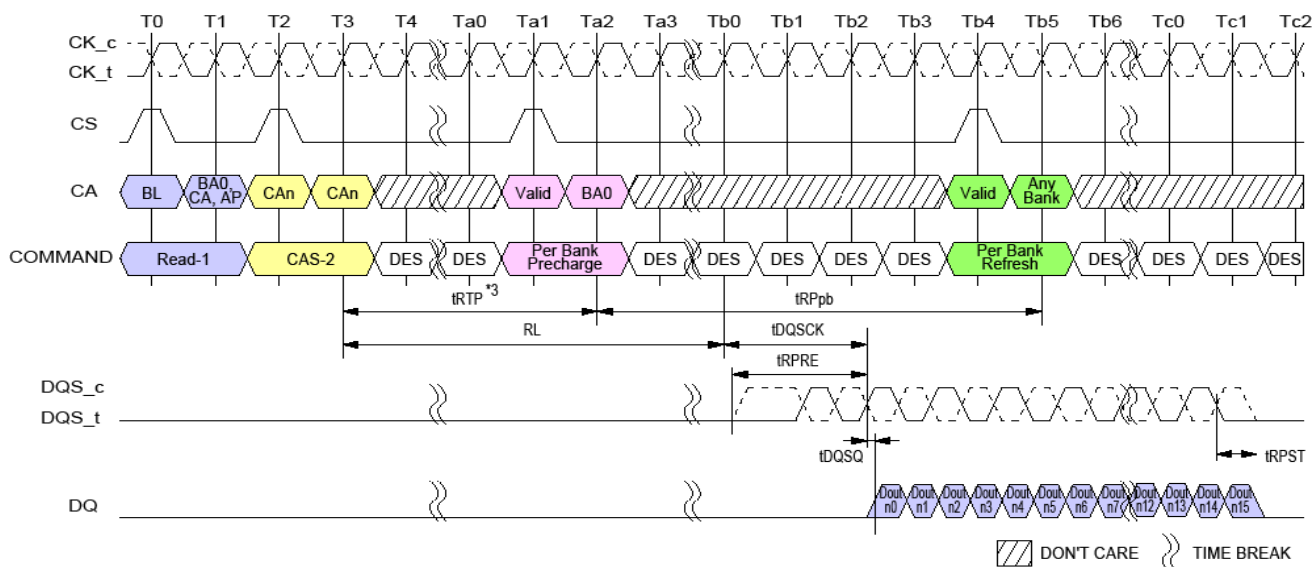 T0 T1 T2 T3 T4 Ta0 Ta1 Ta2 Ta3 Tb0 Tb1 Tb2 Tb3 Tb4 Tb5 Tb6 Tc0 Tc1 Tc2
CK_c
CK_t
CS
CA BL BA0, CA, AP CAn CAn Valid BA0 Valid Any Bank
COMMAND Read-1 CAS-2 DES DES Per Bank Precharge DES DES DES DES DES Per Bank Refresh DES DES DES DES
tRTP *3 tRPpb
RL tDQSCK
tRPRE
DQS_c
DQS_t
tDQSQ tRPST
DQ Dout n0 Dout n1 Dout n2 Dout n3 Dout n4 Dout n5 Dout n6 Dout n7 Dout n12 Dout n13 Dout n14 Dout n15
DON'T CARE TIME BREAK